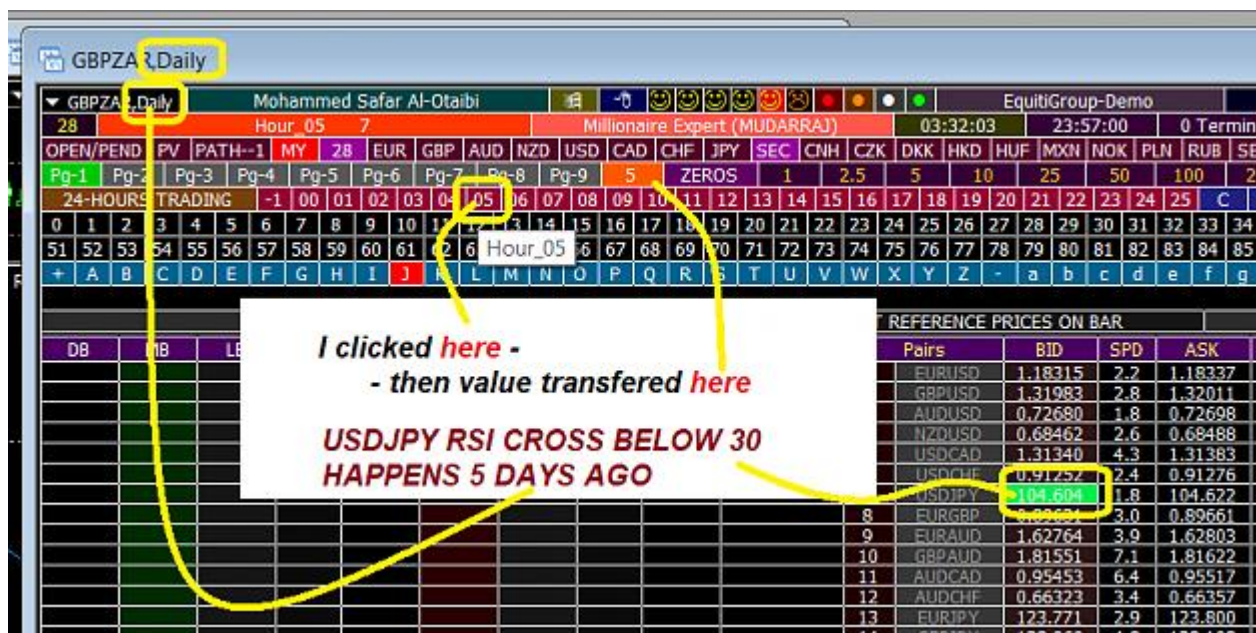 GBPZAR,Daily
GBPZAR,Daily Mohammed Safar Al-Otaibi EquitiGroup-Demo
28 Hour_05 7 Millionaire Expert (MUDARRAJ) 03:32:03 23:57:00 0 Termin
OPEN/PEND PV PATH--1 MY 28 EUR GBP AUD NZD USD CAD CHF JPY SEC CNH CZK DKK HKD HUF MXN NOK PLN RUB SE
Pg-1 Pg-2 Pg-3 Pg-4 Pg-5 Pg-6 Pg-7 Pg-8 Pg-9 5 ZEROS 1 2.5 5 10 25 50 100 2
24-HOURS TRADING -1 00 01 02 03 04 05 06 07 08 09 10 11 12 13 14 15 16 17 18 19 20 21 22 23 24 25 C
0 1 2 3 4 5 6 7 8 9 10 11 12 13 14 15 16 17 18 19 20 21 22 23 24 25 26 27 28 29 30 31 32 33 34
51 52 53 54 55 56 57 58 59 60 61 62 6 Hour_05 66 67 68 69 70 71 72 73 74 75 76 77 78 79 80 81 82 83 84 85
+ A B C D E F G H I J K L M N O P Q R S T U V W X Y Z - a b c d e f g
I clicked here -
- then value transfered here
USDJPY RSI CROSS BELOW 30
HAPPENS 5 DAYS AGO
REFERENCE PRICES ON BAR
DB MB Pairs BID SPD ASK
EURUSD 1.18315 2.2 1.18337
GBPUSD 1.31983 2.8 1.32011
AUDUSD 0.72680 1.8 0.72698
NZDUSD 0.68462 2.6 0.68488
USDCAD 1.31340 4.3 1.31383
USDCHF 0.91252 2.4 0.91276
USDJPY 104.604 1.8 104.622
8 EURGBP 3.0 0.89661
9 EURAUD 1.62764 3.9 1.62803
10 GBPAUD 1.81551 7.1 1.81622
11 AUDCAD 0.95453 6.4 0.95517
12 AUDCHF 0.66323 3.4 0.66357
13 EURJPY 123.771 2.9 123.800